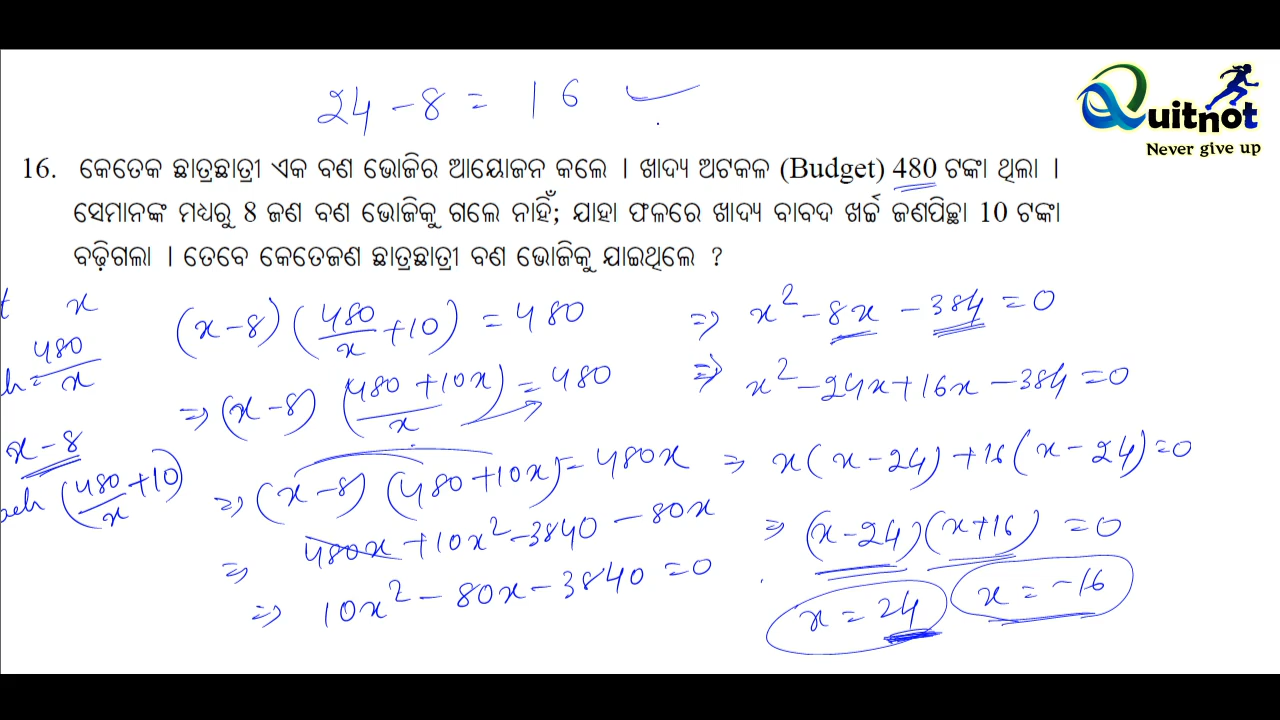 24 - 8 = 16
Quitnot
Never give up
16. କେତେକ ଛାତ୍ରଛାତ୍ରୀ ଏକ ବଣ ଭୋଜିର ଆୟୋଜନ କଲେ । ଖାଦ୍ୟ ଅଟକଳ (Budget) 480 ଟଙ୍କା ଥିଲା ।
ସେମାନଙ୍କ ମଧ୍ୟରୁ 8 ଜଣ ବଣ ଭୋଜିକୁ ଗଲେ ନାହିଁ; ଯାହା ଫଳରେ ଖାଦ୍ୟ ବାବଦ ଖର୍ଚ୍ଚ ଜଣପିଛା 10 ଟଙ୍କା
ବଢ଼ିଗଲା । ତେବେ କେତେଜଣ ଛାତ୍ରଛାତ୍ରୀ ବଣ ଭୋଜିକୁ ଯାଇଥିଲେ ?
x
480/x
x - 8
(480/x + 10)
(x - 8) (480/x + 10) = 480
⇒ (x - 8) (480 + 10x)/x = 480
⇒ (x - 8) (480 + 10x) = 480x
⇒ 480x + 10x² - 3840 - 80x
⇒ 10x² - 80x - 3840 = 0
⇒ x² - 8x - 384 = 0
⇒ x² - 24x + 16x - 384 = 0
⇒ x(x - 24) + 16(x - 24) = 0
⇒ (x - 24)(x + 16) = 0
x = 24 x = -16